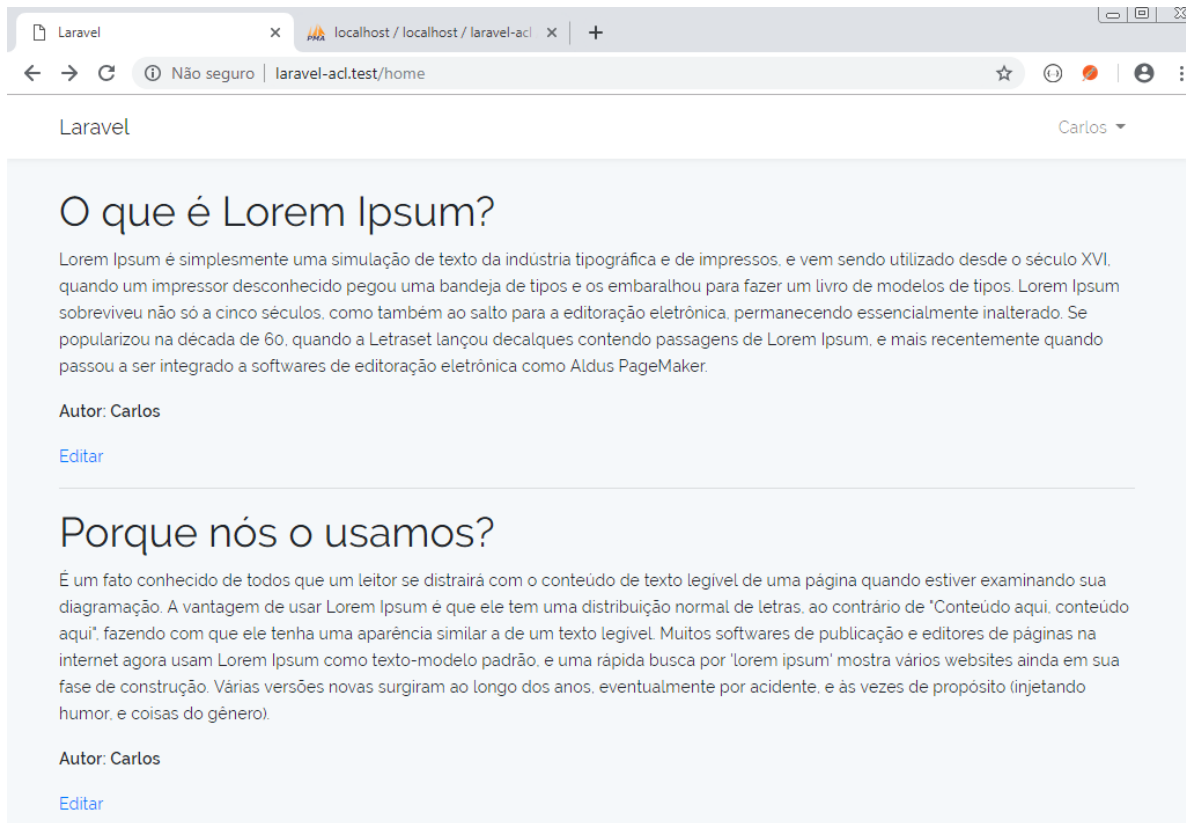 Laravel
localhost / localhost / laravel-acl
Não seguro | laravel-acl.test/home
Laravel
Carlos
O que é Lorem Ipsum?
Lorem Ipsum é simplesmente uma simulação de texto da indústria tipográfica e de impressos, e vem sendo utilizado desde o século XVI,
quando um impressor desconhecido pegou uma bandeja de tipos e os embaralhou para fazer um livro de modelos de tipos. Lorem Ipsum
sobreviveu não só a cinco séculos, como também ao salto para a editoração eletrônica, permanecendo essencialmente inalterado. Se
popularizou na década de 60, quando a Letraset lançou decalques contendo passagens de Lorem Ipsum, e mais recentemente quando
passou a ser integrado a softwares de editoração eletrônica como Aldus PageMaker.
Autor: Carlos
Editar
Porque nós o usamos?
É um fato conhecido de todos que um leitor se distrairá com o conteúdo de texto legível de uma página quando estiver examinando sua
diagramação. A vantagem de usar Lorem Ipsum é que ele tem uma distribuição normal de letras, ao contrário de "Conteúdo aqui, conteúdo
aqui", fazendo com que ele tenha uma aparência similar a de um texto legível. Muitos softwares de publicação e editores de páginas na
internet agora usam Lorem Ipsum como texto-modelo padrão, e uma rápida busca por 'lorem ipsum' mostra vários websites ainda em sua
fase de construção. Várias versões novas surgiram ao longo dos anos, eventualmente por acidente, e às vezes de propósito (injetando
humor, e coisas do gênero).
Autor: Carlos
Editar